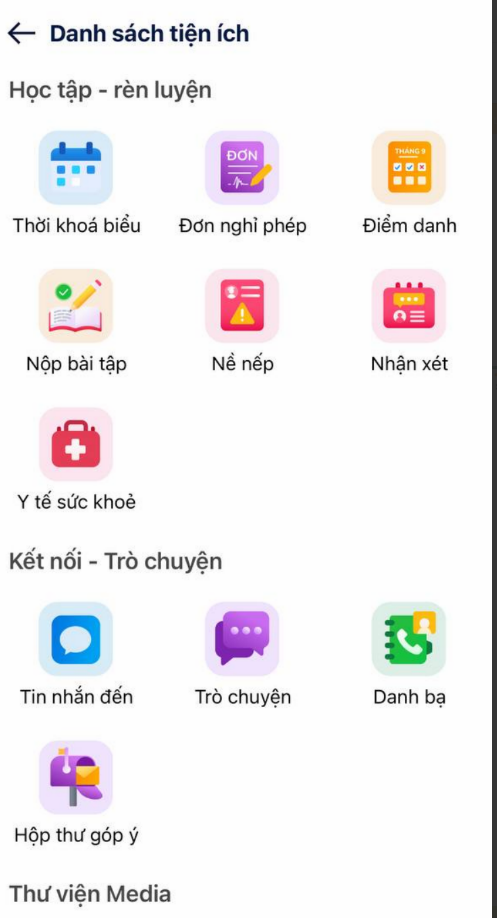 Danh sách tiện ích
Học tập - rèn luyện
ĐƠN
THÁNG 9
Thời khoá biểu
Đơn nghỉ phép
Điểm danh
Nộp bài tập
Nề nếp
Nhận xét
Y tế sức khoẻ
Kết nối - Trò chuyện
Tin nhắn đến
Trò chuyện
Danh bạ
Hộp thư góp ý
Thư viện Media